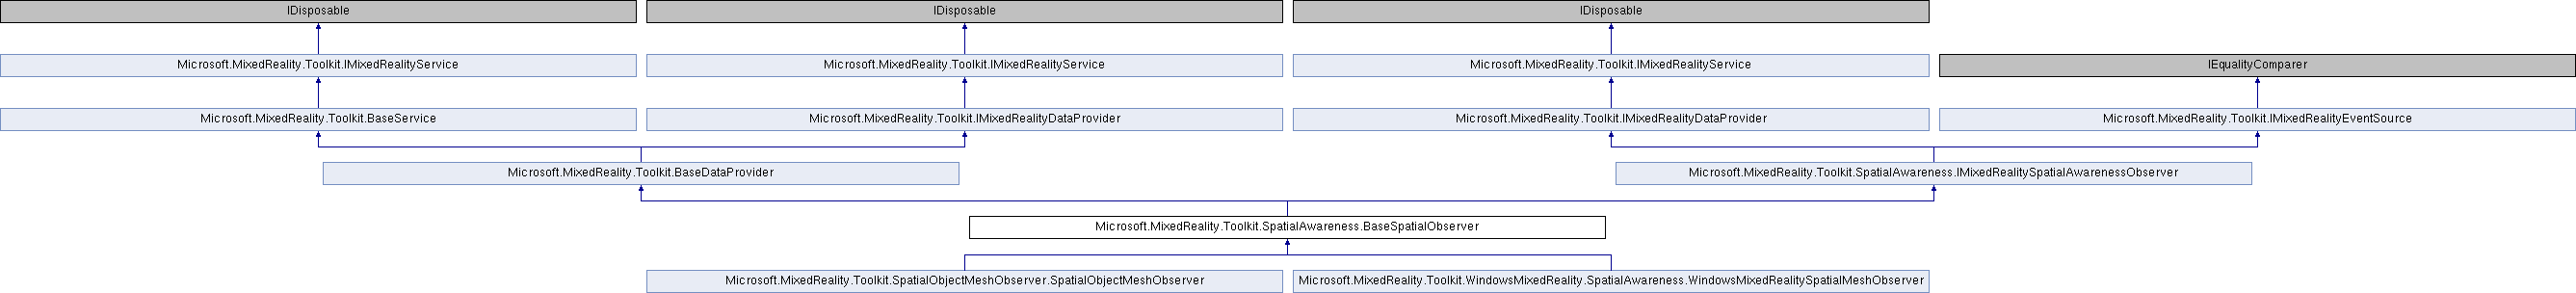 IDisposable
IDisposable
IDisposable
Microsoft.MixedReality.Toolkit.IMixedRealityService
Microsoft.MixedReality.Toolkit.IMixedRealityService
Microsoft.MixedReality.Toolkit.IMixedRealityService
IEqualityComparer
Microsoft.MixedReality.Toolkit.BaseService
Microsoft.MixedReality.Toolkit.IMixedRealityDataProvider
Microsoft.MixedReality.Toolkit.IMixedRealityDataProvider
Microsoft.MixedReality.Toolkit.IMixedRealityEventSource
Microsoft.MixedReality.Toolkit.BaseDataProvider
Microsoft.MixedReality.Toolkit.SpatialAwareness.IMixedRealitySpatialAwarenessObserver
Microsoft.MixedReality.Toolkit.SpatialAwareness.BaseSpatialObserver
Microsoft.MixedReality.Toolkit.SpatialObjectMeshObserver.SpatialObjectMeshObserver
Microsoft.MixedReality.Toolkit.WindowsMixedReality.SpatialAwareness.WindowsMixedRealitySpatialMeshObserver